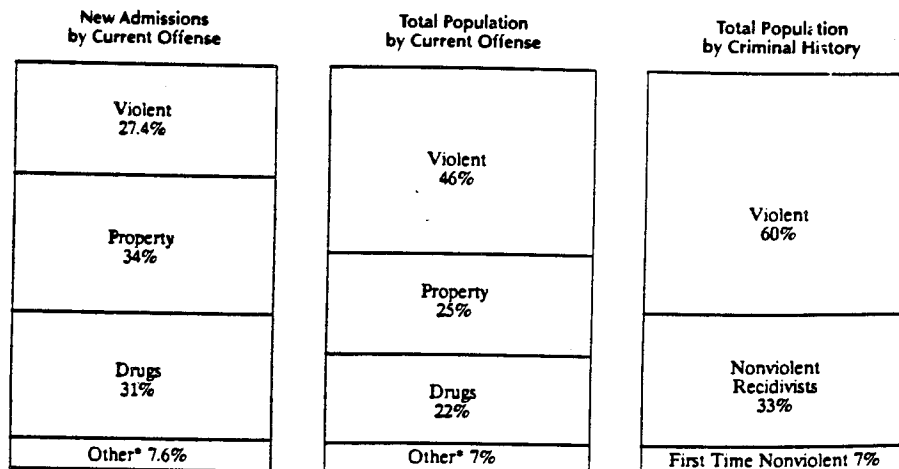 New Admissions
by Current Offense
Violent
27.4%
Property
34%
Drugs
31%
Other* 7.6%
Total Population
by Current Offense
Violent
46%
Property
25%
Drugs
22%
Other* 7%
Total Population
by Criminal History
Violent
60%
Nonviolent
Recidivists
33%
First Time Nonviolent 7%